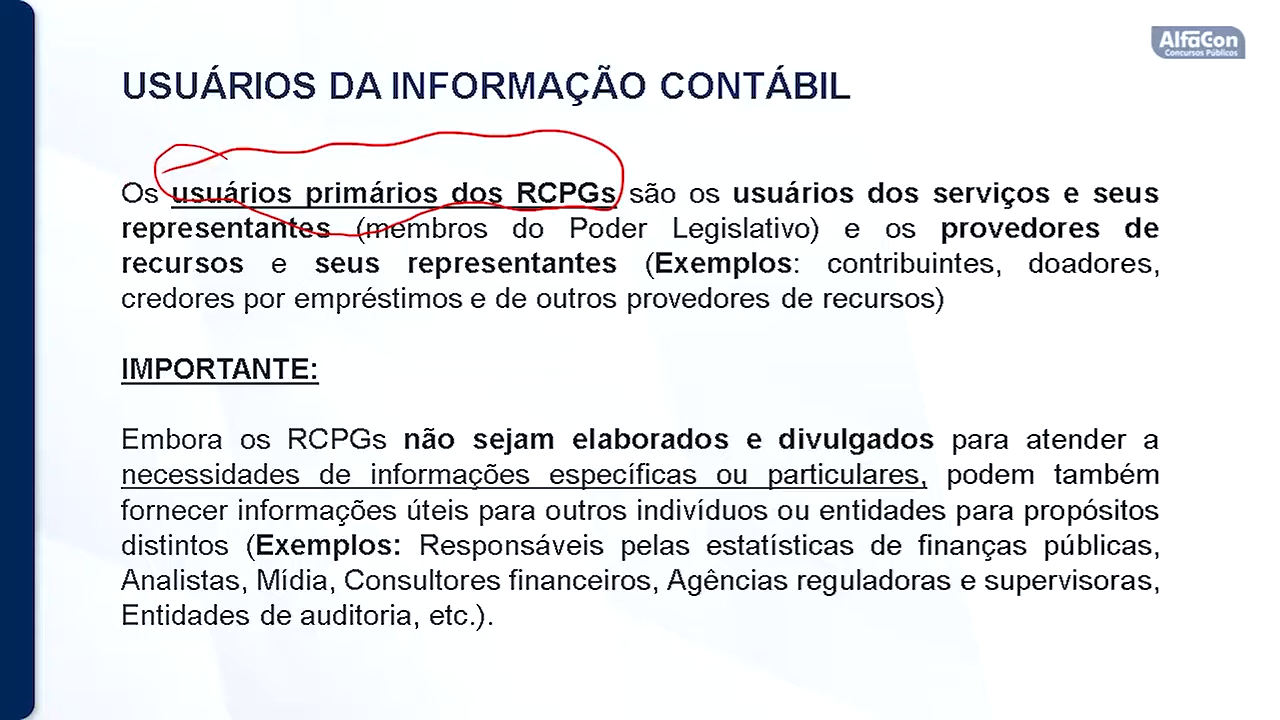 AlfaCon
Concursos Públicos
USUÁRIOS DA INFORMAÇÃO CONTÁBIL
Os usuários primários dos RCPGs são os usuários dos serviços e seus
representantes (membros do Poder Legislativo) e os provedores de
recursos e seus representantes (Exemplos: contribuintes, doadores,
credores por empréstimos e de outros provedores de recursos)
IMPORTANTE:
Embora os RCPGs não sejam elaborados e divulgados para atender a
necessidades de informações específicas ou particulares, podem também
fornecer informações úteis para outros indivíduos ou entidades para propósitos
distintos (Exemplos: Responsáveis pelas estatísticas de finanças públicas,
Analistas, Mídia, Consultores financeiros, Agências reguladoras e supervisoras,
Entidades de auditoria, etc.).